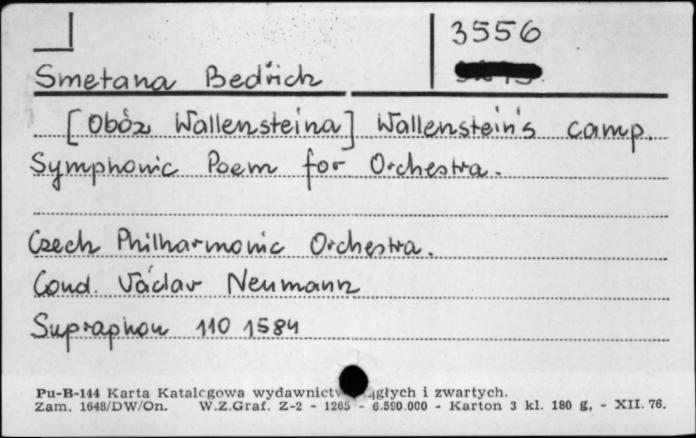 3556
Smetana Bedřich
[Obóz Wallensteina] Wallenstein's camp.
Symphonic Poem for Orchestra.
Czech Philharmonic Orchestra.
Cond. Václav Neumann
Supraphon 110 1584
Pu-B-144 Karta Katalcgowa wydawnictw ągłych i zwartych.
Zam. 1648/DW/On. W.Z.Graf. Z-2 - 1265 - 6.590.000 - Karton 3 kl. 180 g, - XII. 76.